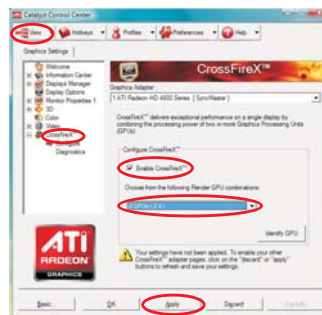 Catalyst Control Center
View
Hotkeys
Profiles
Preferences
Help
Graphics Settings
Welcome
Information Center
Displays Manager
Display Options
Monitor Properties 1
3D
Color
Video
CrossFireX
Configure
Diagnostics
ATI
RADEON
GRAPHICS
CrossFireX™
Graphics Adapter:
1.ATI Radeon HD 4800 Series [ SyncMaster ]
CrossFireX™ delivers exceptional performance on a single display by
combining the processing power of two or more Graphics Processing Units
(GPUs).
Configure CrossFireX™
Enable CrossFireX™
Choose from the following Render GPU combinations:
Identify GPU
Your settings have not been applied. To enable your other
CrossFireX™ adapter pages, click on the "discard" or "apply"
buttons to refresh and save your settings.
Basic...
OK
Apply
Discard